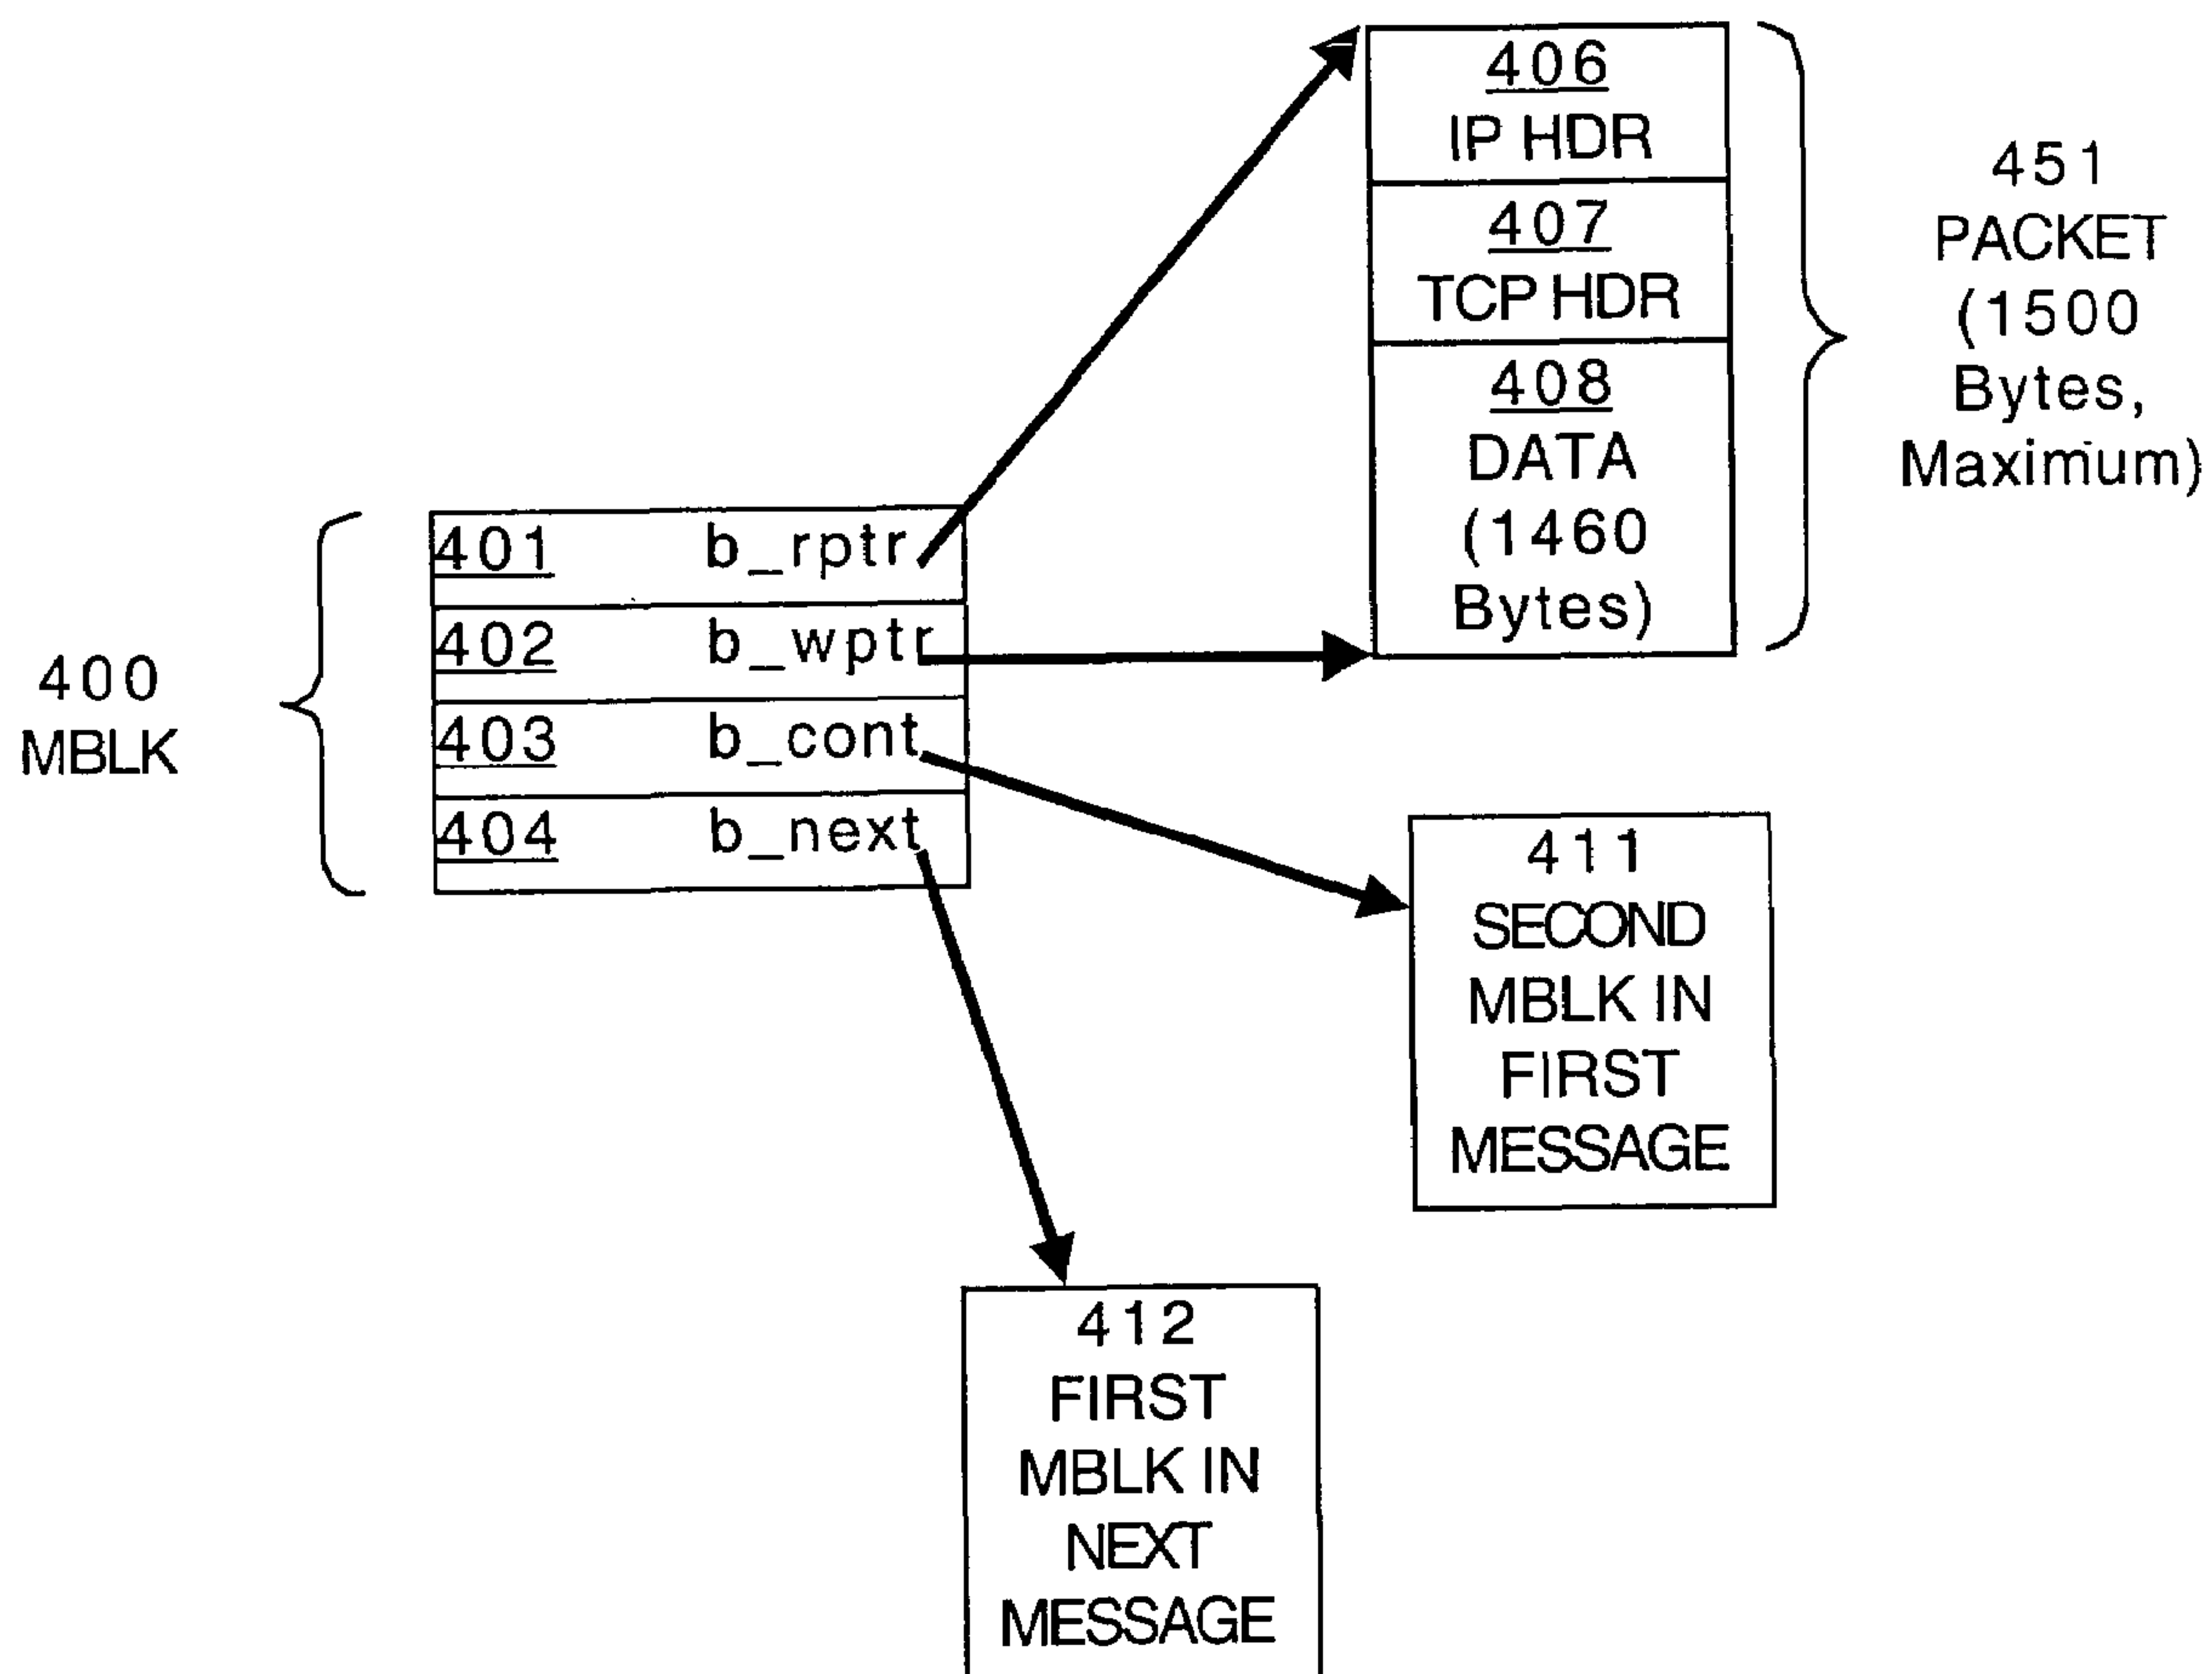 406
IP HDR
407
TCP HDR
408
DATA
(1460
Bytes)
451
PACKET
(1500
Bytes,
Maximum)
400
MBLK
401 b_rptr
402 b_wptr
403 b_cont
404 b_next
411
SECOND
MBLK IN
FIRST
MESSAGE
412
FIRST
MBLK IN
NEXT
MESSAGE